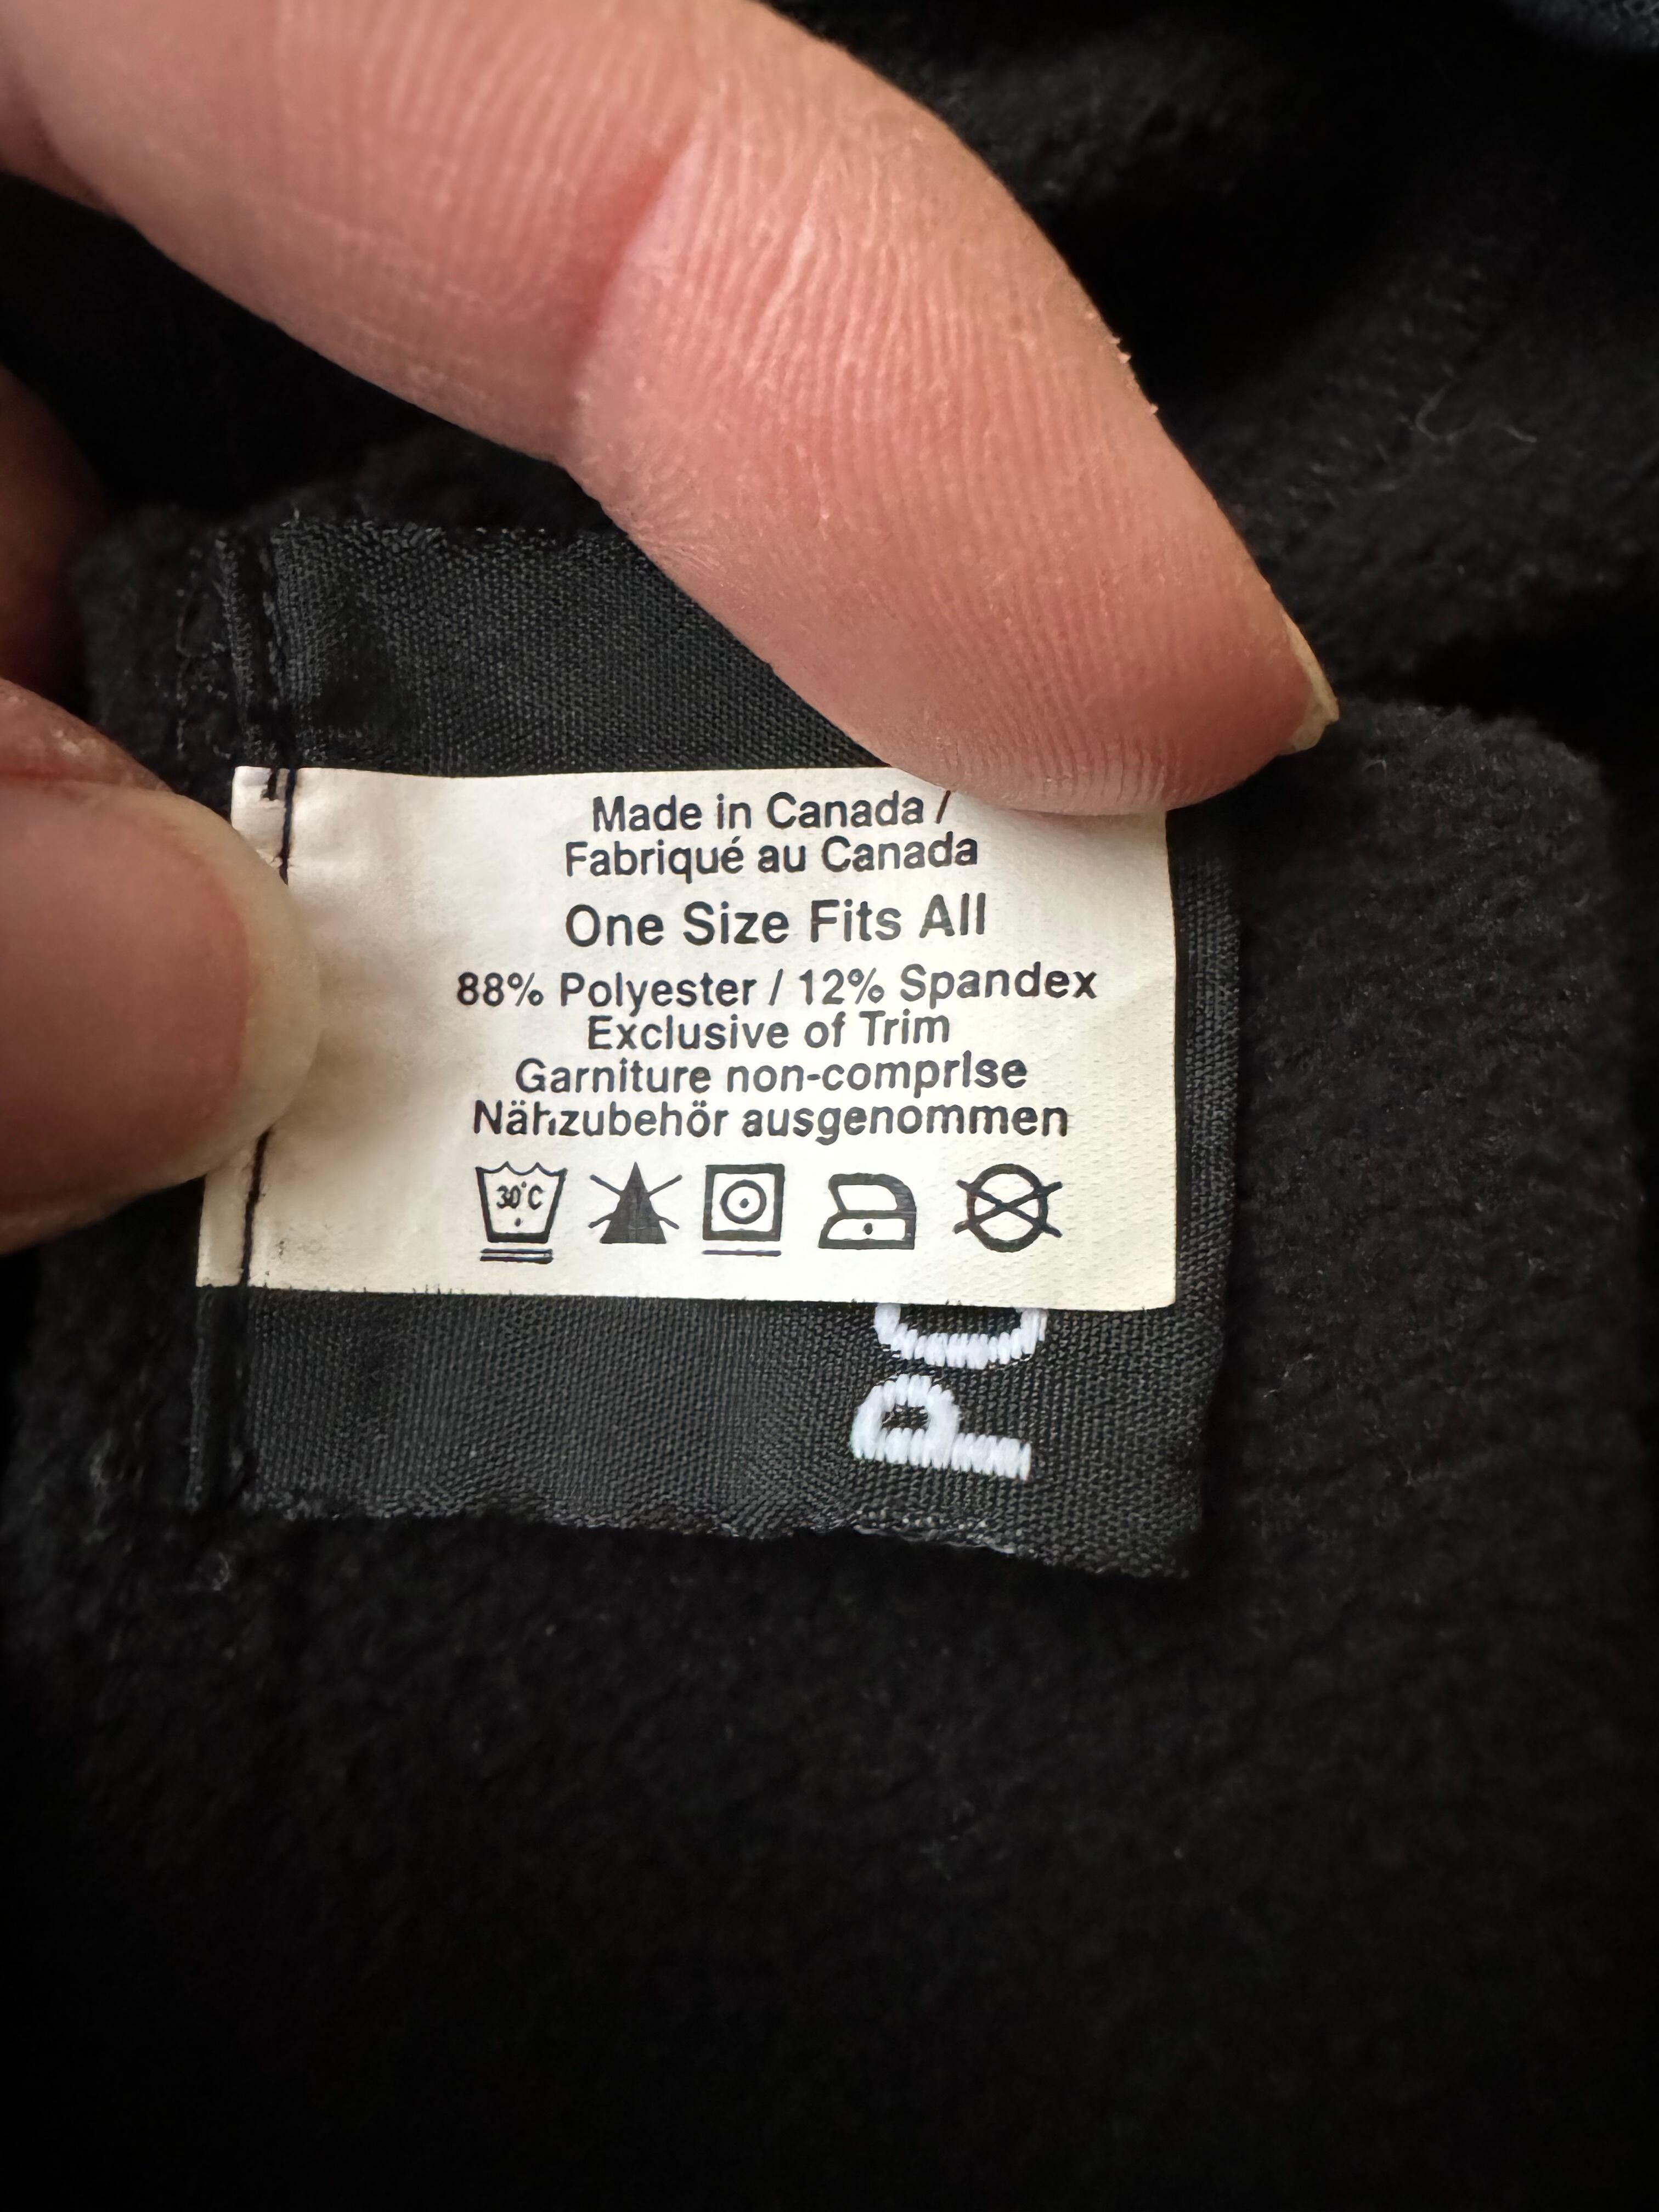 Made in Canada /
Fabriqué au Canada
One Size Fits All
88% Polyester / 12% Spandex
Exclusive of Trim
Garniture non-comprise
Nähzubehör ausgenommen
30°C